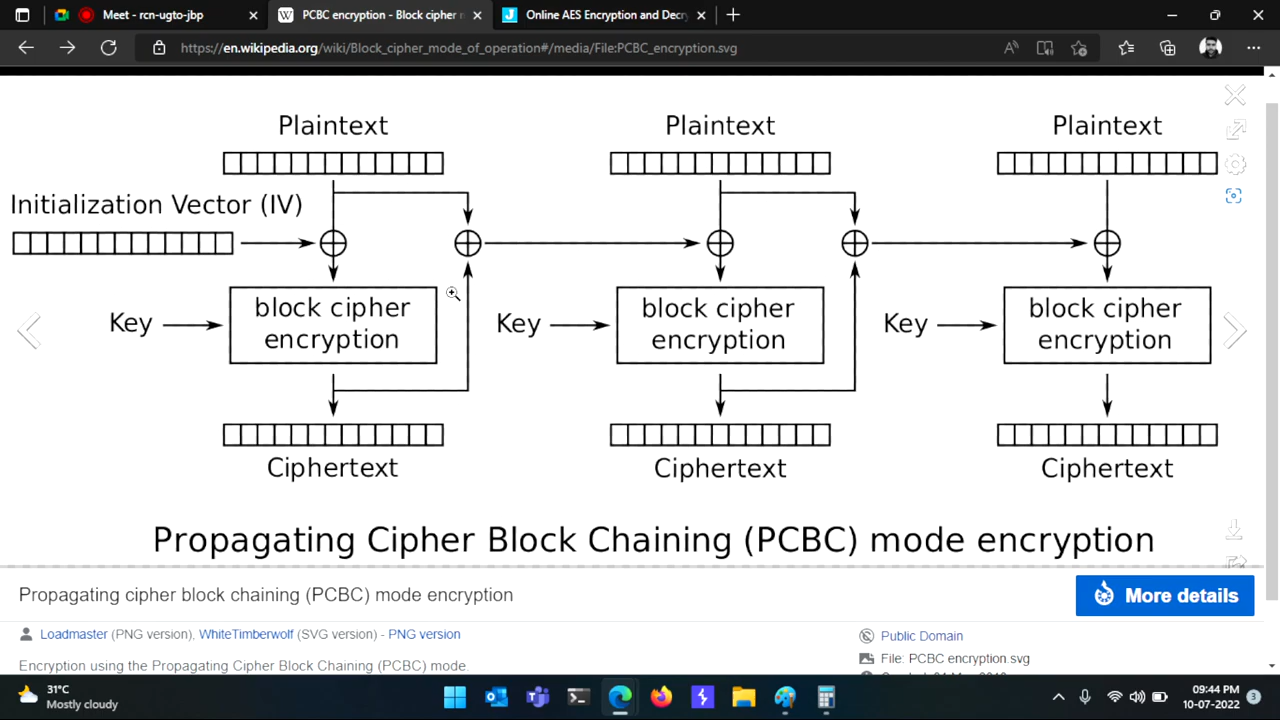 Meet - rcn-ugto-jbp
PCBC encryption - Block cipher m
Online AES Encryption and Decry
https://en.wikipedia.org/wiki/Block_cipher_mode_of_operation#/media/File:PCBC_encryption.svg
Plaintext Plaintext Plaintext
Initialization Vector (IV)
Key block cipher encryption
Key block cipher encryption
Key block cipher encryption
Ciphertext Ciphertext Ciphertext
Propagating Cipher Block Chaining (PCBC) mode encryption
Propagating cipher block chaining (PCBC) mode encryption
More details
Loadmaster (PNG version), WhiteTimberwolf (SVG version) - PNG version
Public Domain
Encryption using the Propagating Cipher Block Chaining (PCBC) mode.
File: PCBC encryption.svg
31°C
Mostly cloudy
09:44 PM
10-07-2022
3